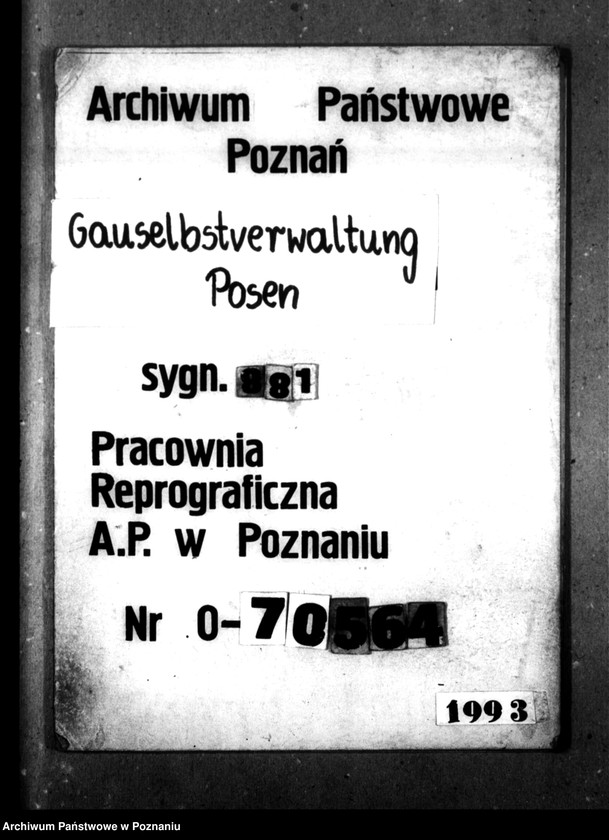 Archiwum Państwowe
Poznań
Gauselbstverwaltung
Posen
sygn. 881
Pracownia
Reprograficzna
A.P. w Poznaniu
Nr 0-70564
1993
Archiwum Państwowe w Poznaniu